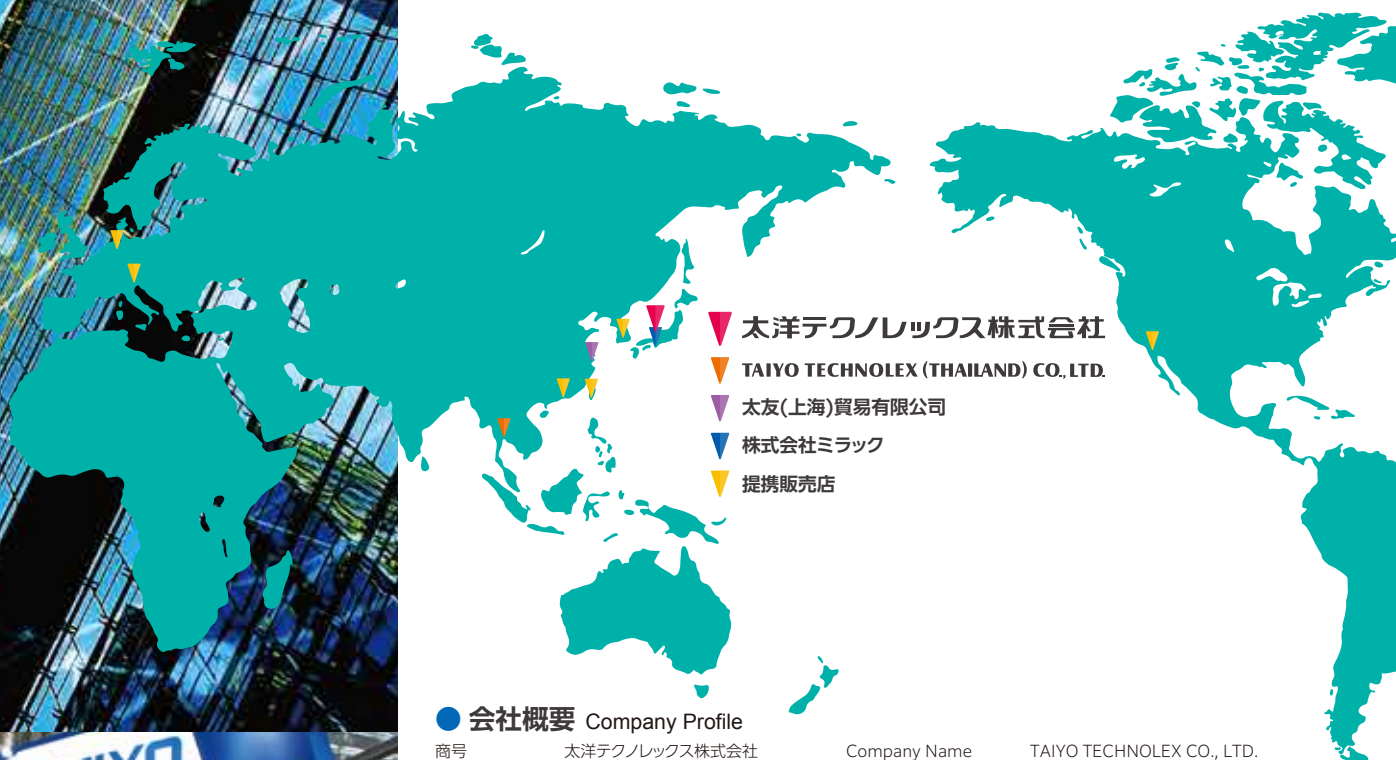 太洋テクノレックス株式会社
TAIYO TECHNOLEX (THAILAND) CO., LTD.
太友(上海)貿易有限公司
株式会社ミラック
提携販売店
会社概要 Company Profile
商号 太洋テクノレックス株式会社 Company Name TAIYO TECHNOLEX CO., LTD.
TAIYO